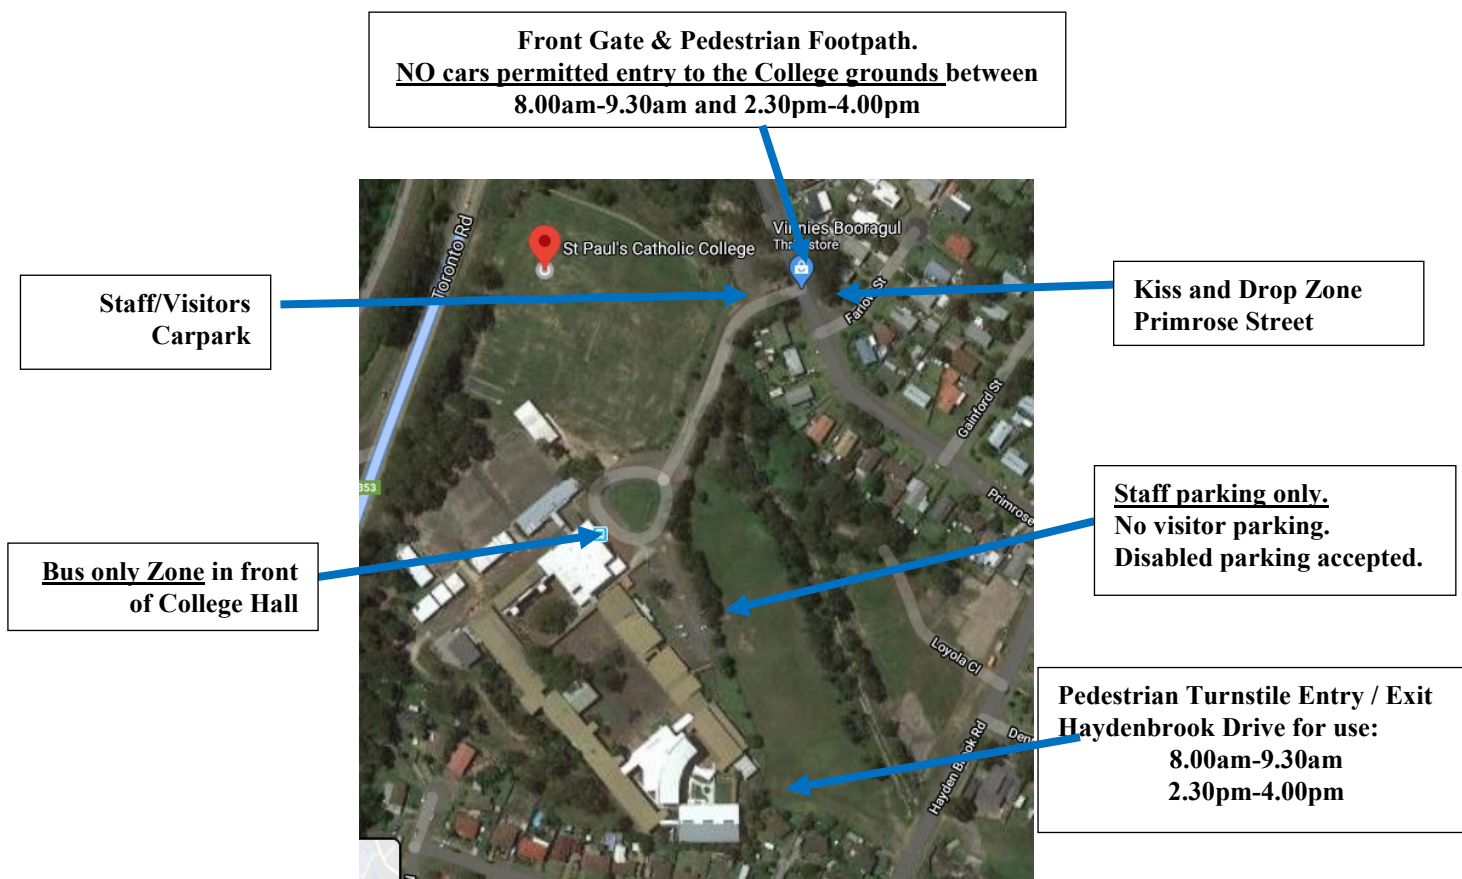 Front Gate & Pedestrian Footpath.
NO cars permitted entry to the College grounds between
8.00am-9.30am and 2.30pm-4.00pm
Staff/Visitors
Carpark
Kiss and Drop Zone
Primrose Street
Toronto Rd
St Paul's Catholic College
Vinnies Booragul
Farlow St
Gainford St
Primrose
Staff parking only.
No visitor parking.
Disabled parking accepted.
Bus only Zone in front
of College Hall
Loyola Cl
Pedestrian Turnstile Entry / Exit
Haydenbrook Drive for use:
8.00am-9.30am
2.30pm-4.00pm
Hayden Brook Rd
Den